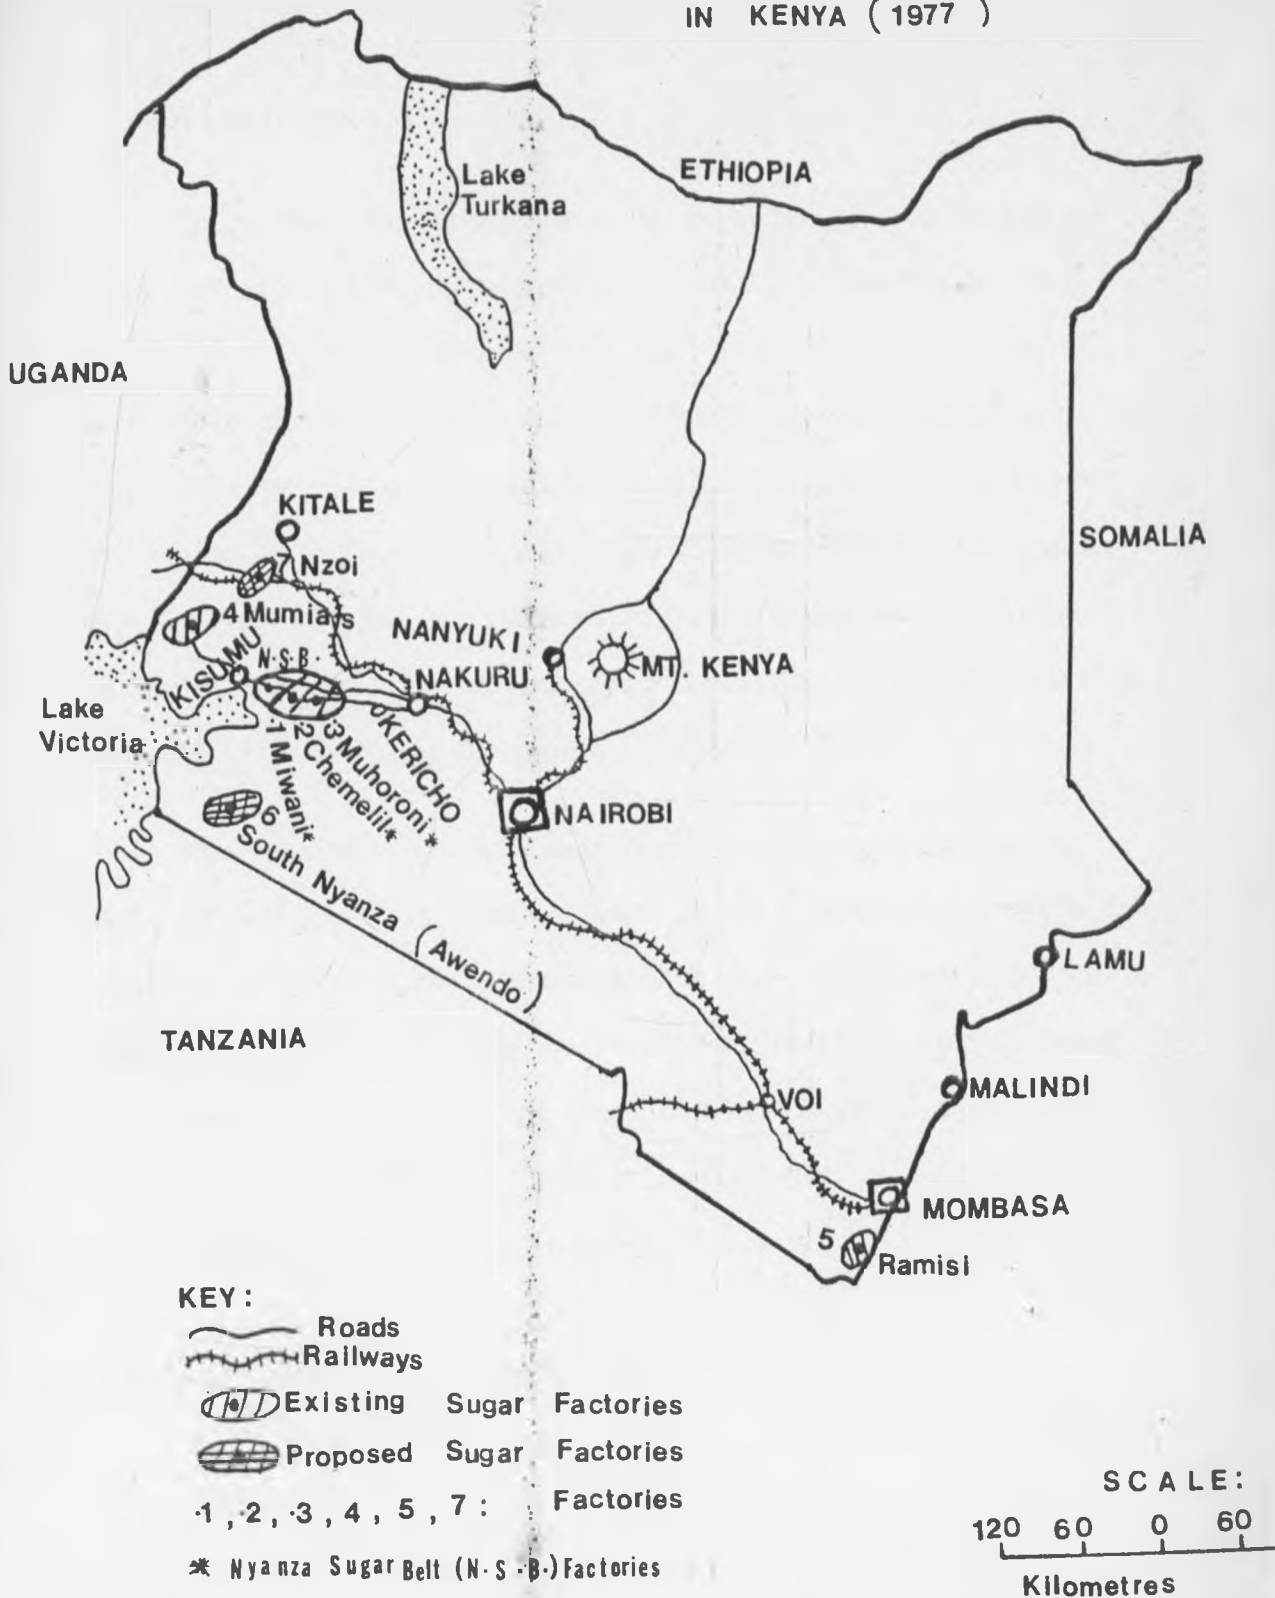 IN KENYA ( 1977 )
ETHIOPIA
Lake
Turkana
UGANDA
KITALE
SOMALIA
7 Nzoi
4 Mumias
NANYUKI
KISUMU
N.S.B.
NAKURU
MT. KENYA
Lake
Victoria
KERICHO
3 Muhoroni *
2 Chemelil*
1 Miwani*
NAIROBI
6
South Nyanza (Awendo)
LAMU
TANZANIA
VOI
MALINDI
MOMBASA
5
Ramisi
KEY:
Roads
Railways
Existing Sugar Factories
Proposed Sugar Factories
·1 , ·2 , ·3 , 4 , 5 , 7 : Factories
* Nyanza Sugar Belt (N·S·B·) Factories
SCALE:
120 60 0 60
Kilometres